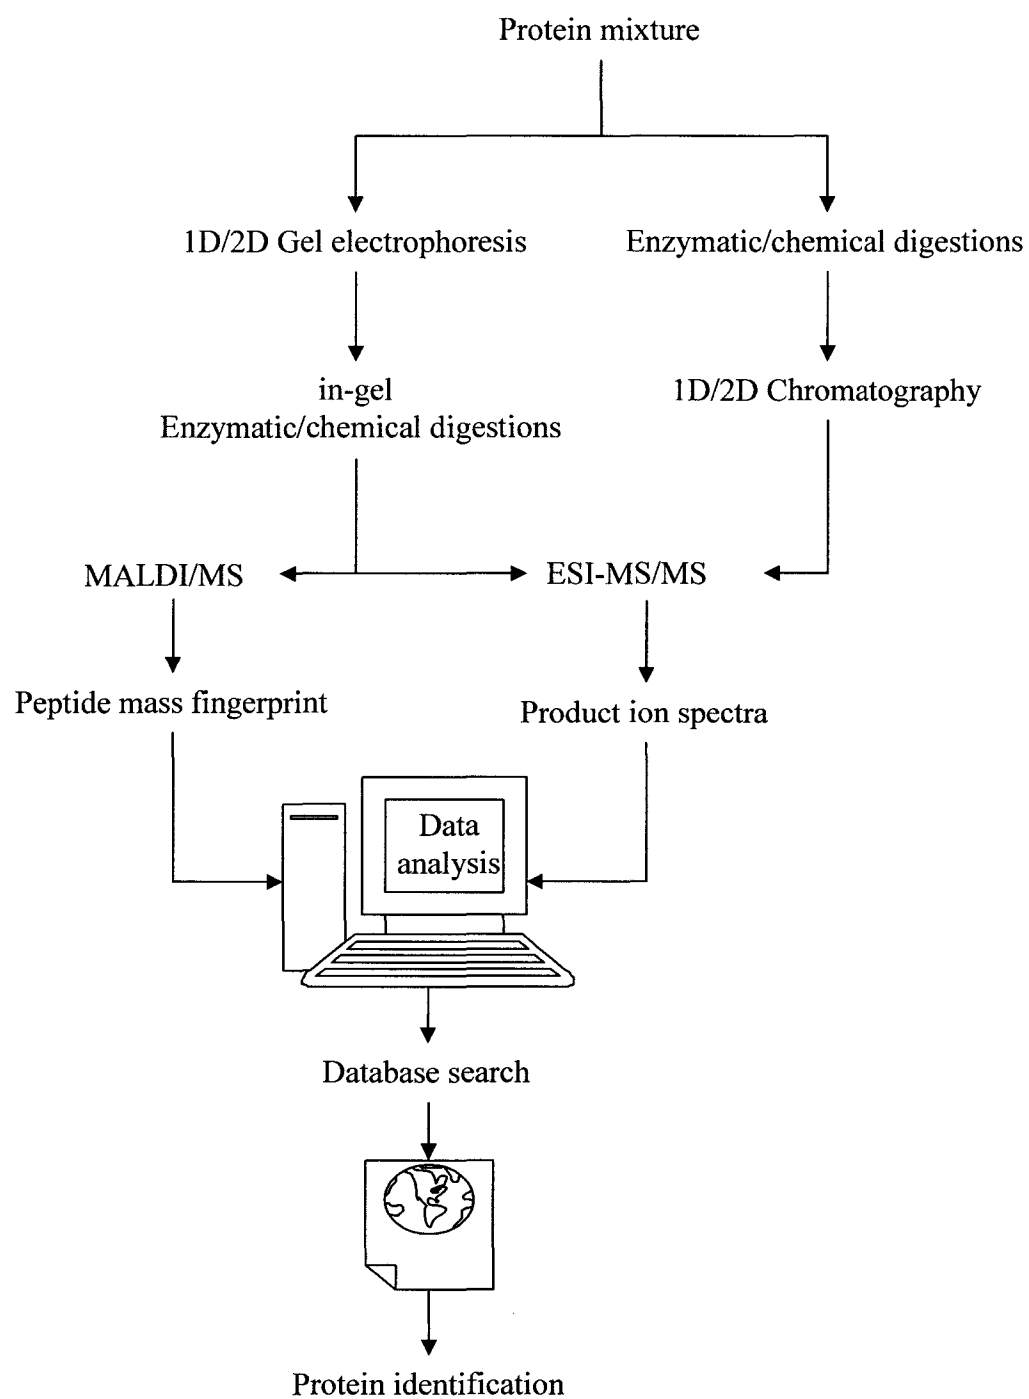 Protein mixture
1D/2D Gel electrophoresis
Enzymatic/chemical digestions
in-gel
Enzymatic/chemical digestions
1D/2D Chromatography
MALDI/MS
ESI-MS/MS
Peptide mass fingerprint
Product ion spectra
Data
analysis
Database search
Protein identification